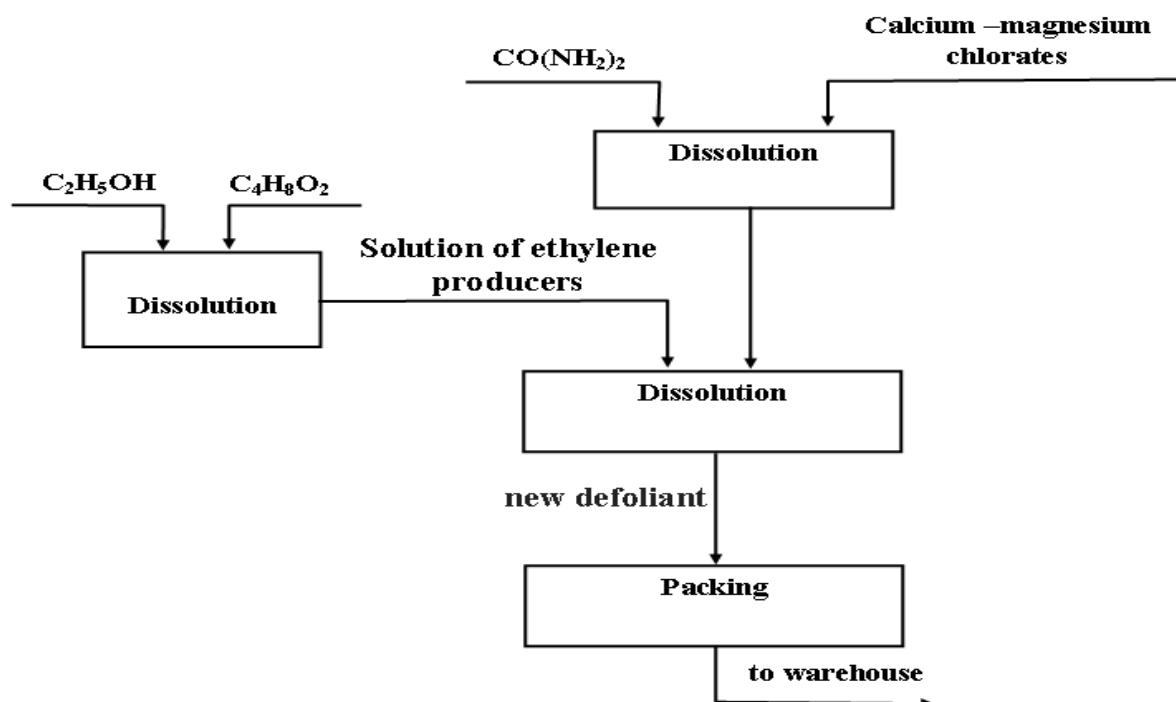 Calcium –magnesium
chlorates
CO(NH₂)₂
Dissolution
C₂H₅OH
C₄H₈O₂
Solution of ethylene
producers
Dissolution
Dissolution
new defoliant
Packing
to warehouse